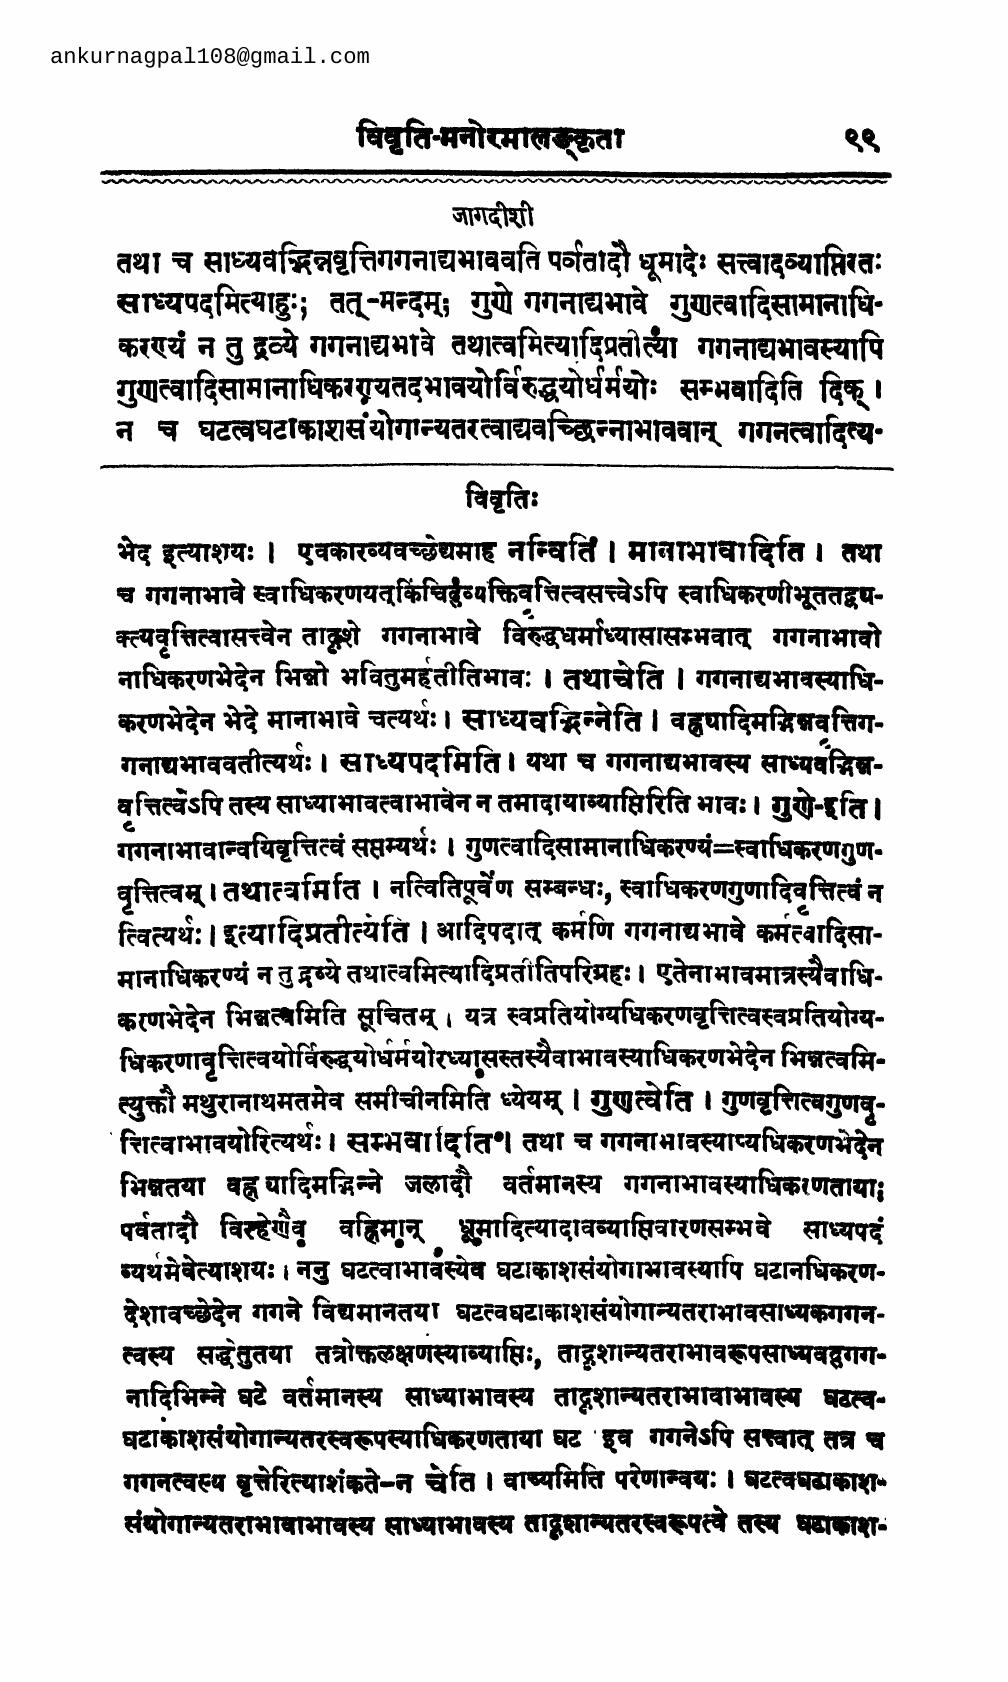 ankurnagpal108@gmail.com
विवृति-मनोरमालङ्कृता ९९
जागदीशी
तथा च साध्यवद्भिन्नवृत्तिगगनाद्यभाववति पर्वतादौ धूमादेः सत्त्वादव्याप्तिरतः
साध्यपदमित्याहुः; तत्-मन्दम्; गुणे गगनाद्यभावे गुणत्वादिसामानाधि-
करण्यं न तु द्रव्ये गगनाद्यभावे तथात्वमित्यादिप्रतीत्या गगनाद्यभावस्यापि
गुणत्वादिसामानाधिकरण्यतदभावयोर्विरुद्धयोर्धर्मयोः सम्भवादिति दिक् ।
न च घटत्वघटाकाशसंयोगान्यतरत्वाद्यवच्छिन्नाभाववान् गगनत्वादित्य-
विवृतिः
भेद इत्याशयः । एवकारव्यवच्छेद्यमाह नन्विति । मानाभावादिति । तथा
च गगनाभावे स्वाधिकरणयत्किंचिद्व्यक्तिवृत्तित्वसत्त्वेऽपि स्वाधिकरणीभूततद्व्य-
क्त्यवृत्तित्वासत्त्वेन तादृशे गगनाभावे विरुद्धधर्माध्यासासम्भवात् गगनाभावो
नाधिकरणभेदेन भिन्नो भवितुमर्हतीतिभावः । तथाचेति । गगनाद्यभावस्याधि-
करणभेदेन भेदे मानाभावे चत्यर्थः । साध्यवद्भिन्नेति । वह्न्यादिमद्भिन्नवृत्तिग-
गनाद्यभाववतीत्यर्थः । साध्यपदमिति । यथा च गगनाद्यभावस्य साध्यवद्भिन्न-
वृत्तित्वेऽपि तस्य साध्याभावत्वाभावेन न तमादायाव्याप्तिरिति भावः । गुणे-इति ।
गगनाभावान्वयिवृत्तित्वं सप्तम्यर्थः । गुणत्वादिसामानाधिकरण्यं=स्वाधिकरणगुण-
वृत्तित्वम् । तथात्वमिति । नत्वितिपूर्वेण सम्बन्धः, स्वाधिकरणगुणादिवृत्तित्वं न
त्वित्यर्थः । इत्यादिप्रतीत्येति । आदिपदात् कर्मणि गगनाद्यभावे कर्मत्वादिसा-
मानाधिकरण्यं न तु द्रव्ये तथात्वमित्यादिप्रतीतिपरिग्रहः । एतेनाभावमात्रस्यैवाधि-
करणभेदेन भिन्नत्वमिति सूचितम् । यत्र स्वप्रतियोग्यधिकरणवृत्तित्वस्वप्रतियोग्य-
धिकरणावृत्तित्वयोर्विरुद्धयोर्धर्मयोरध्यासस्तस्यैवाभावस्याधिकरणभेदेन भिन्नत्वमि-
त्युक्तौ मथुरानाथमतमेव समीचीनमिति ध्येयम् । गुणत्वेति । गुणवृत्तित्वगुणवृ-
त्तित्वाभावयोरित्यर्थः । सम्भवादिति । तथा च गगनाभावस्याप्यधिकरणभेदेन
भिन्नतया वह्न्यादिमद्भिन्ने जलादौ वर्तमानस्य गगनाभावस्याधिकरणतायाः
पर्वतादौ विरहेणैव वह्निमान् धूमादित्यादावव्याप्तिवारणसम्भवे साध्यपदं
व्यर्थमेवेत्याशयः । ननु घटत्वाभावस्येव घटाकाशसंयोगाभावस्यापि घटानधिकरण-
देशावच्छेदेन गगने विद्यमानतया घटत्वघटाकाशसंयोगान्यतराभावसाध्यकगगन-
त्वस्य सद्धेतुतया तत्रोक्तलक्षणस्याव्याप्तिः, तादृशान्यतराभावरूपसाध्यवद्गग-
नादिभिन्ने घटे वर्तमानस्य साध्याभावस्य तादृशान्यतराभावाभावस्य घटत्व-
घटाकाशसंयोगान्यतरस्वरूपस्याधिकरणताया घट इव गगनेऽपि सत्त्वात् तत्र च
गगनत्वस्य वृत्तेरित्याशंकते-न चेति । वाच्यमिति परेणान्वयः । घटत्वघटाकाश-
संयोगान्यतराभावाभावस्य साध्याभावस्य तादृशान्यतरस्वरूपत्वे तस्य घटाकाश-